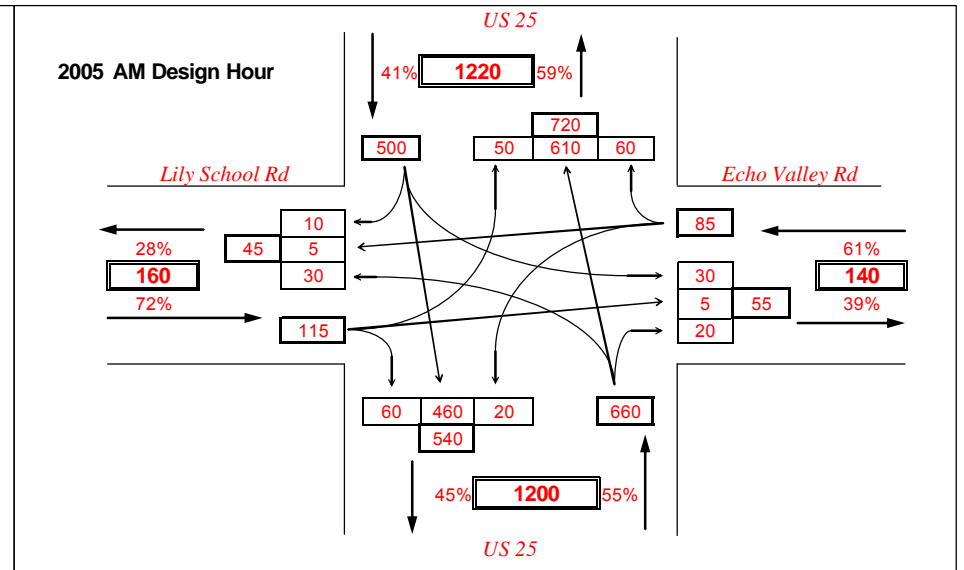 US 25
2005 AM Design Hour
41% 1220 59%
720
500 50 610 60
Lily School Rd Echo Valley Rd
10 85
28% 45 5 61%
160 30 30 140
72% 5 55 39%
115 20
60 460 20 660
540
45% 1200 55%
US 25